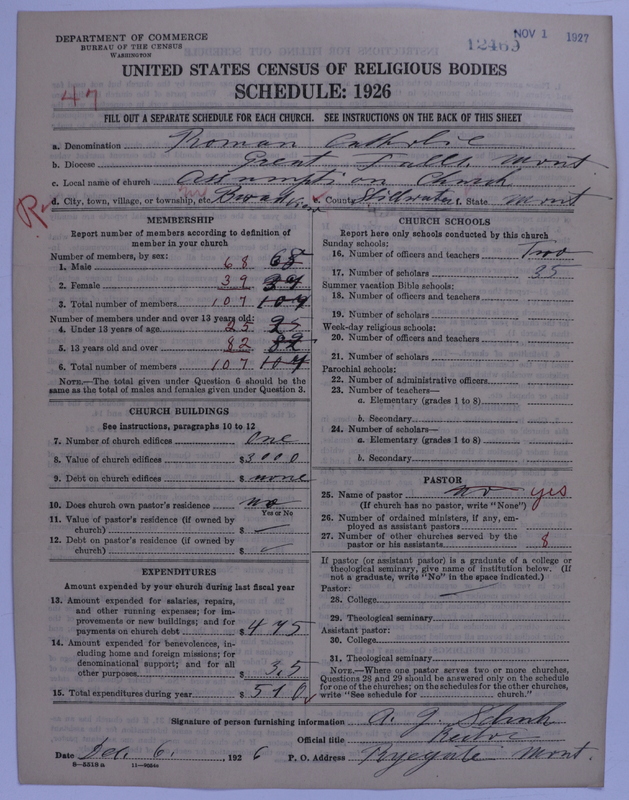 DEPARTMENT OF COMMERCE
BUREAU OF THE CENSUS
WASHINGTON
12469
NOV 1 1927
UNITED STATES CENSUS OF RELIGIOUS BODIES
SCHEDULE: 1926
47
FILL OUT A SEPARATE SCHEDULE FOR EACH CHURCH. SEE INSTRUCTIONS ON THE BACK OF THIS SHEET
a. Denomination Roman Catholic
b. Diocese Great Falls Mont
c. Local name of church Assumption Church
d. City, town, village, or township, etc. County Stillwater f. State Mont
MEMBERSHIP
Report number of members according to definition of
member in your church
Number of members, by sex:
1. Male 68 68
2. Female 39 39
3. Total number of members 107 107
Number of members under and over 13 years old:
4. Under 13 years of age 25 25
5. 13 years old and over 82 82
6. Total number of members 107 107
NOTE.—The total given under Question 6 should be the
same as the total of males and females given under Question 3.
CHURCH BUILDINGS
See instructions, paragraphs 10 to 12
7. Number of church edifices One
8. Value of church edifices $3000
9. Debt on church edifices $ none
10. Does church own pastor's residence no
Yes or No
11. Value of pastor's residence (if owned by
church) $
12. Debt on pastor's residence (if owned by
church) $
EXPENDITURES
Amount expended by your church during last fiscal year
13. Amount expended for salaries, repairs,
and other running expenses; for im-
provements or new buildings; and for
payments on church debt $475
14. Amount expended for benevolences, in-
cluding home and foreign missions; for
denominational support; and for all
other purposes $ 35
15. Total expenditures during year $510
CHURCH SCHOOLS
Report here only schools conducted by this church
Sunday schools:
16. Number of officers and teachers Two
17. Number of scholars 35
Summer vacation Bible schools:
18. Number of officers and teachers
19. Number of scholars
Week-day religious schools:
20. Number of officers and teachers
21. Number of scholars
Parochial schools:
22. Number of administrative officers
23. Number of teachers—
a. Elementary (grades 1 to 8)
b. Secondary
24. Number of scholars—
a. Elementary (grades 1 to 8)
b. Secondary
PASTOR
25. Name of pastor no yes
(If church has no pastor, write "None")
26. Number of ordained ministers, if any, em-
ployed as assistant pastors
27. Number of other churches served by the
pastor or his assistants 8
If pastor (or assistant pastor) is a graduate of a college or
theological seminary, give name of institution below. (If
not a graduate, write "No" in the space indicated.)
Pastor:
28. College
29. Theological seminary
Assistant pastor:
30. College
31. Theological seminary
NOTE.—Where one pastor serves two or more churches,
Questions 28 and 29 should be answered only on the schedule
for one of the churches; on the schedules for the other churches,
write "See schedule for church."
Signature of person furnishing information A. J.
Official title Rector
Date Dec. 6. 1926 P. O. Address Ryegate Mont.
8—5518a 11—9054a